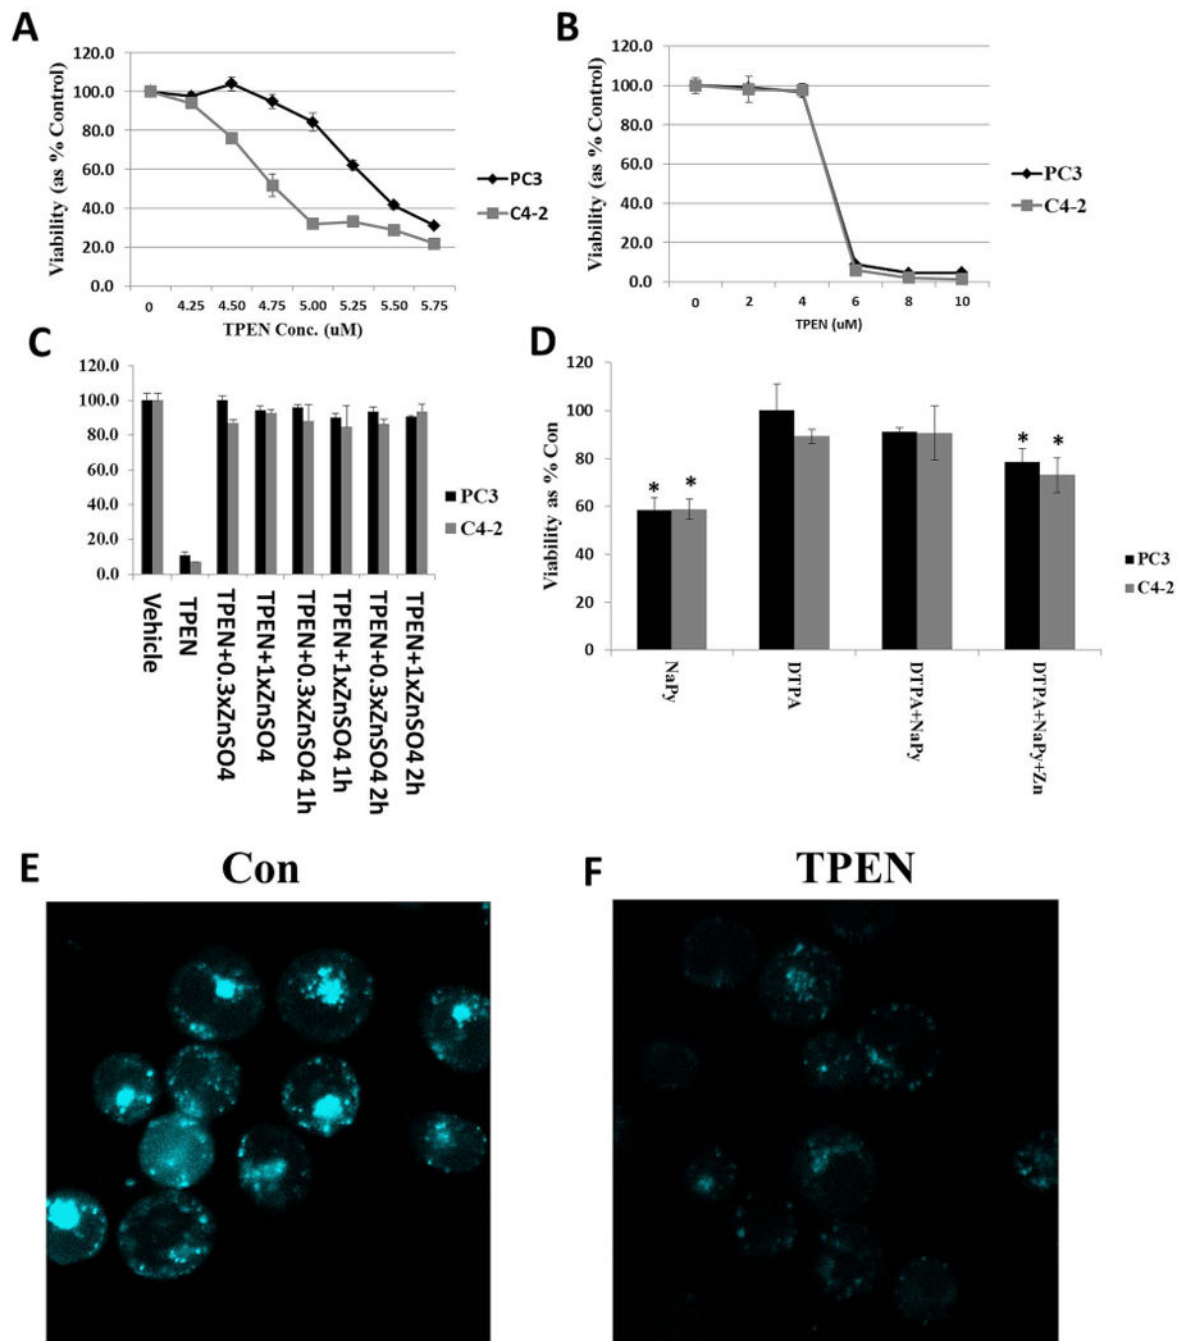 A
120.0
100.0
80.0
60.0
40.0
20.0
0.0
Viability (as % Control)
0 4.25 4.50 4.75 5.00 5.25 5.50 5.75
TPEN Conc. (uM)
PC3
C4-2
B
120.0
100.0
80.0
60.0
40.0
20.0
0.0
Viability (as % Control)
0 2 4 6 8 10
TPEN (uM)
PC3
C4-2
C
120.0
100.0
80.0
60.0
40.0
20.0
0.0
Vehicle
TPEN
TPEN+0.3xZnSO4
TPEN+1xZnSO4
TPEN+0.3xZnSO4 1h
TPEN+1xZnSO4 1h
TPEN+0.3xZnSO4 2h
TPEN+1xZnSO4 2h
PC3
C4-2
D
120
100
80
60
40
20
0
Viability as % Con
* *
* *
NaPy
DTPA
DTPA+NaPy
DTPA+NaPy+Zn
PC3
C4-2
E
Con
F
TPEN